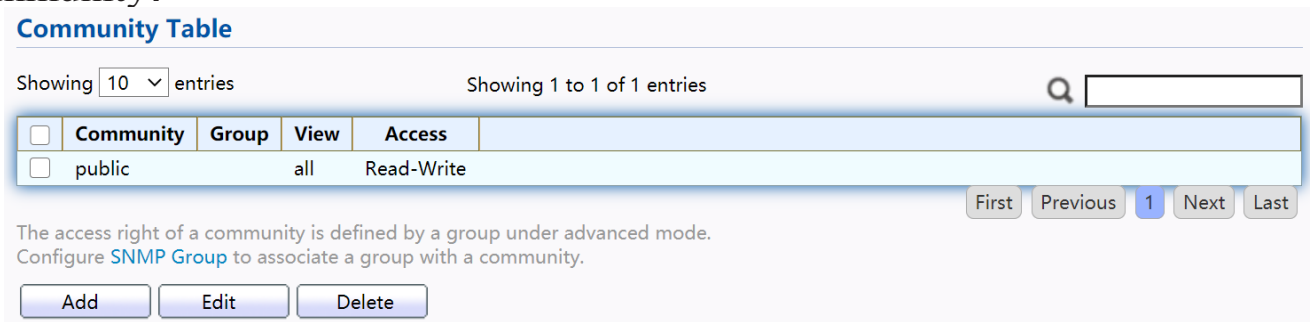 Community Table
Showing 10 entries
Showing 1 to 1 of 1 entries
Community Group View Access
public all Read-Write
First Previous 1 Next Last
The access right of a community is defined by a group under advanced mode.
Configure SNMP Group to associate a group with a community.
Add Edit Delete